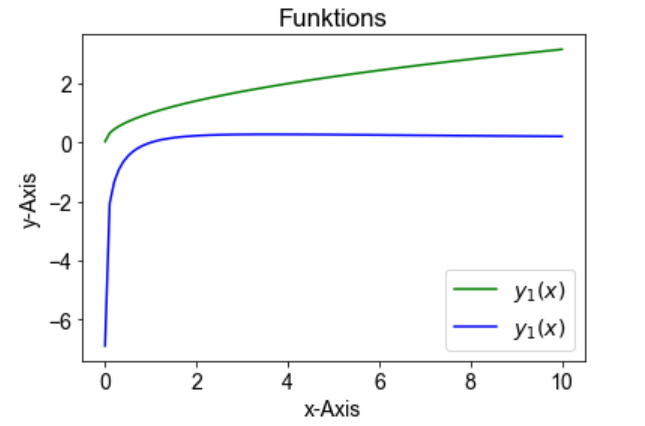 Funktions
2
0
−2
−4
−6
y-Axis
y₁(x)
y₁(x)
0 2 4 6 8 10
x-Axis